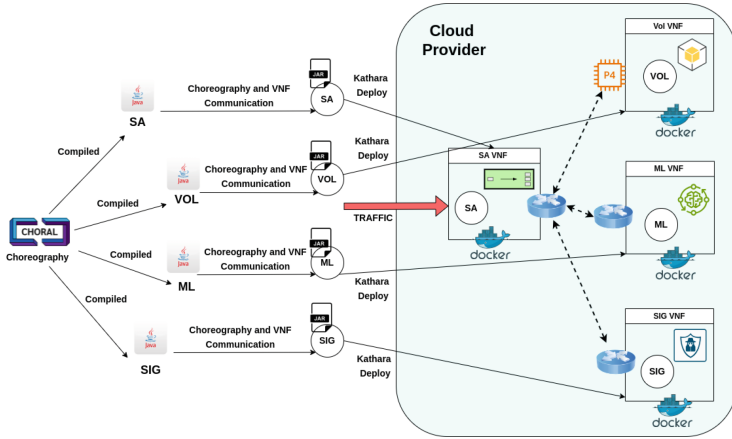 Cloud
Provider
Vol VNF
P4
VOL
docker
JAR
Choreography and VNF
Communication
SA
Kathara
Deploy
Java
SA
Compiled
JAR
Choreography and VNF
Communication
VOL
Kathara
Deploy
Java
VOL
Compiled
SA VNF
SA
docker
TRAFFIC
ML VNF
ML
docker
CHORAL
Choreography
JAR
Choreography and VNF
Communication
ML
Kathara
Deploy
Java
ML
Compiled
JAR
Choreography and VNF
Communication
SIG
Kathara
Deploy
Java
SIG
Compiled
SIG VNF
SIG
docker